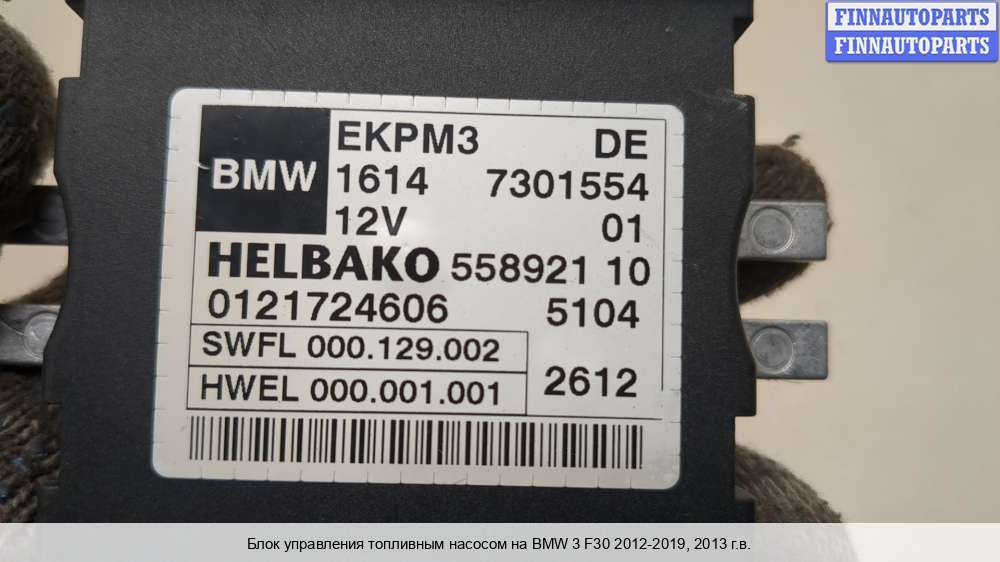 FINNAUTOPARTS
FINNAUTOPARTS
BMW
EKPM3 DE
1614 7301554
12V 01
HELBAKO 558921 10
0121724606 5104
SWFL 000.129.002
HWEL 000.001.001
2612
Блок управления топливным насосом на BMW 3 F30 2012-2019, 2013 г.в.